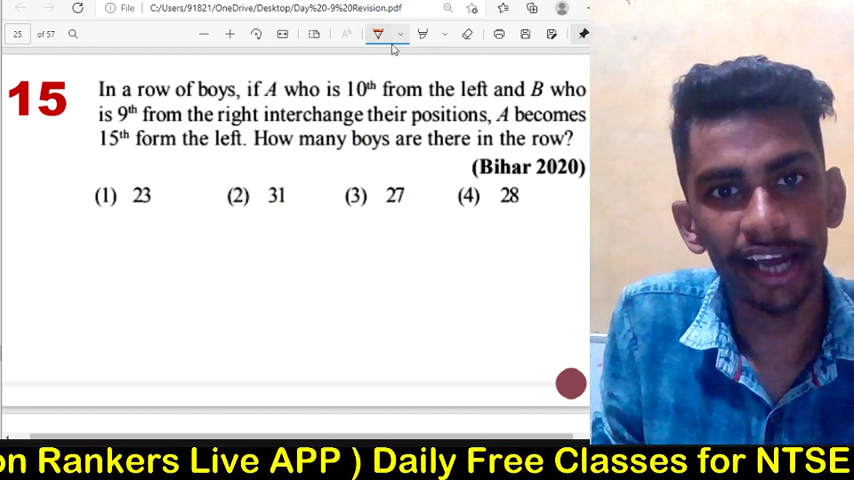 File | C:/Users/91821/OneDrive/Desktop/Day%20-9%20Revision.pdf
25 of 57
15 In a row of boys, if A who is 10th from the left and B who
is 9th from the right interchange their positions, A becomes
15th form the left. How many boys are there in the row?
(Bihar 2020)
(1) 23 (2) 31 (3) 27 (4) 28
on Rankers Live APP ) Daily Free Classes for NTSE